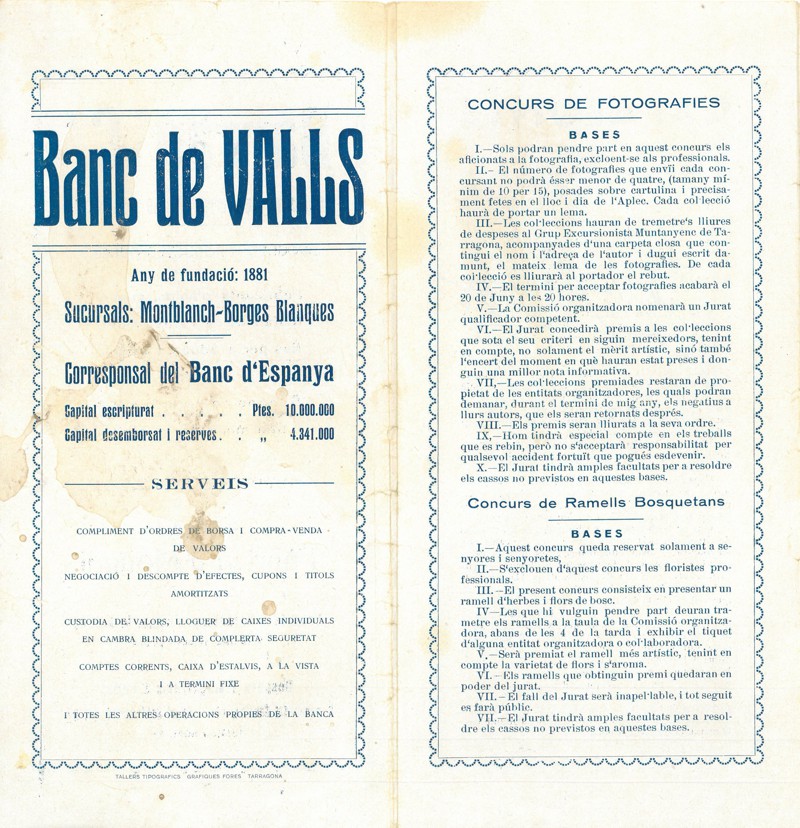 Banc de VALLS
Any de fundació: 1881
Sucursals: Montblanch-Borges Blanques
Corresponsal del Banc d'Espanya
Capital escripturat . . . . . Ptes. 10.000.000
Capital desemborsat i reserves. . „ 4.341.000
SERVEIS
COMPLIMENT D'ORDRES DE BORSA I COMPRA-VENDA
DE VALORS
NEGOCIACIÓ I DESCOMPTE D'EFECTES, CUPONS I TITOLS
AMORTITZATS
CUSTODIA DE VALORS, LLOGUER DE CAIXES INDIVIDUALS
EN CAMBRA BLINDADA DE COMPLERTA SEGURETAT
COMPTES CORRENTS, CAIXA D'ESTALVIS, A LA VISTA
I A TERMINI FIXE
I TOTES LES ALTRES OPERACIONS PROPIES DE LA BANCA
TALLERS TIPOGRAFICS "GRAFIQUES FORES" TARRAGONA
CONCURS DE FOTOGRAFIES
BASES
I.—Sols podran pendre part en aquest concurs els
aficionats a la fotografia, excloent-se als professionals.
II.- El número de fotografies que envïi cada con-
cursant no podrà ésser menor de quatre, (tamany mí-
nim de 10 per 15), posades sobre cartulina i precisa-
ment fetes en el lloc i dia de l'Aplec. Cada col·lecció
haurà de portar un lema.
III.—Les col·leccions hauran de tremetre's lliures
de despeses al Grup Excursionista Muntanyenc de Ta-
rragona, acompanyades d'una carpeta closa que con-
tingui el nom i l'adreça de l'autor i dugui escrit da-
munt, el mateix lema de les fotografies. De cada
col·lecció es lliurarà al portador el rebut.
IV.—El termini per acceptar fotografies acabarà el
20 de Juny a les 20 hores.
V.—La Comissió organitzadora nomenarà un Jurat
qualificador competent.
VI.—El Jurat concedirà premis a les col·leccions
que sota el seu criteri en siguin mereixedors, tenint
en compte, no solament el mèrit artístic, sinó també
l'encert del moment en què hauran estat preses i don-
guin una millor nota informativa.
VII,—Les col·leccions premiades restaran de pro-
pietat de les entitats organitzadores, les quals podran
demanar, durant el termini de mig any, els negatius a
llurs autors, que els seran retornats després.
VIII.—Els premis seran lliurats a la seva ordre.
IX,—Hom tindrà especial compte en els treballs
que es rebin, però no s'acceptarà responsabilitat per
qualsevol accident fortuït que pogués esdevenir.
X.—El Jurat tindrà amples facultats per a resoldre
els cassos no previstos en aquestes bases.
Concurs de Ramells Bosquetans
BASES
I.—Aquest concurs queda reservat solament a se-
nyores i senyoretes,
II.—S'exclouen d'aquest concurs les floristes pro-
fessionals.
III.—El present concurs consisteix en presentar un
ramell d'herbes i flors de bosc.
IV—Les que hi vulguin pendre part deuran tra-
metre els ramells a la taula de la Comissió organitza-
dora, abans de les 4 de la tarda i exhibir el tiquet
d'alguna entitat organitzadora o col·laboradora.
V.—Serà premiat el ramell més artístic, tenint en
compte la varietat de flors i s'aroma.
VI.—Els ramells que obtinguin premi quedaran en
poder del jurat.
VII.—El fall del Jurat serà inapel·lable, i tot seguit
es farà públic.
VII.—El Jurat tindrà amples facultats per a resol-
dre els cassos no previstos en aquestes bases.